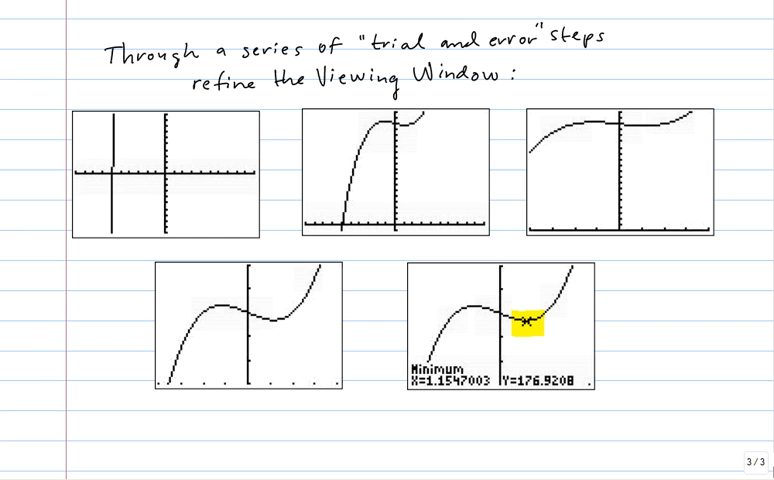 Through a series of "trial and error" steps
refine the Viewing Window:
Minimum
X=1.1547003 Y=176.9208
3 / 3